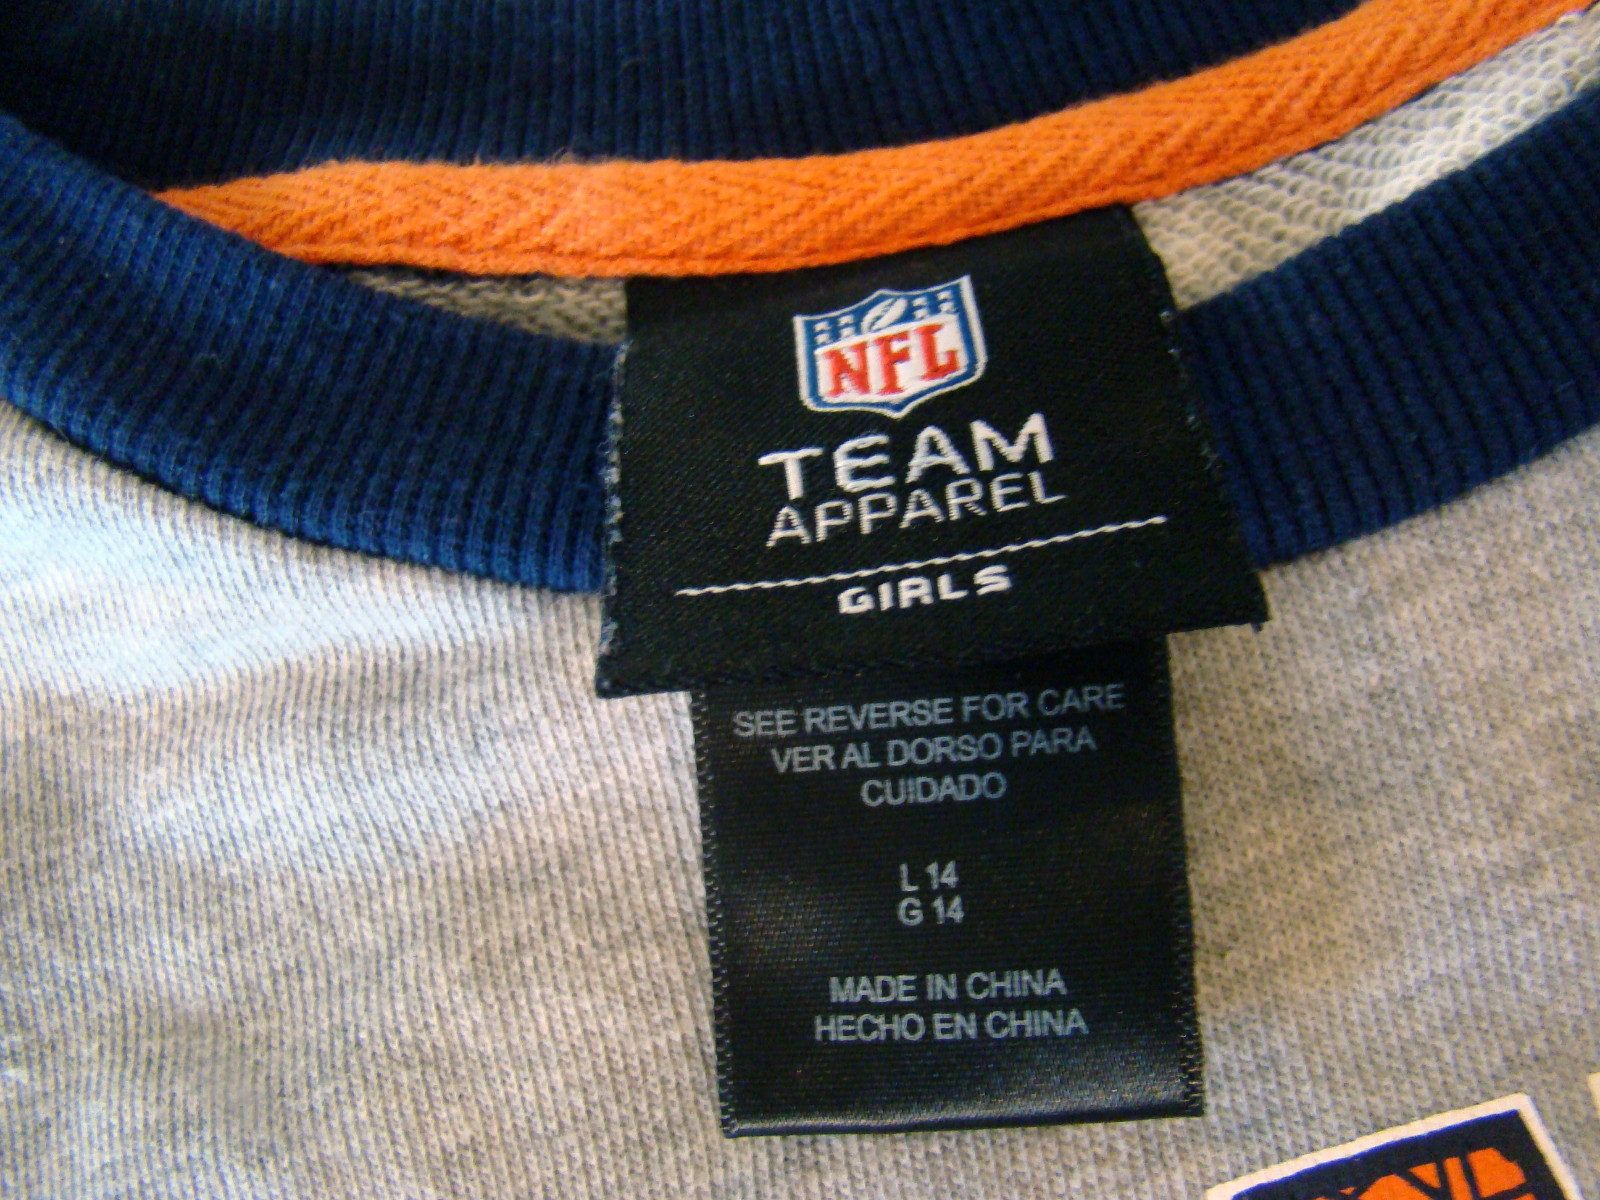 NFL
TEAM
APPAREL
GIRLS
SEE REVERSE FOR CARE
VER AL DORSO PARA
CUIDADO
L 14
G 14
MADE IN CHINA
HECHO EN CHINA